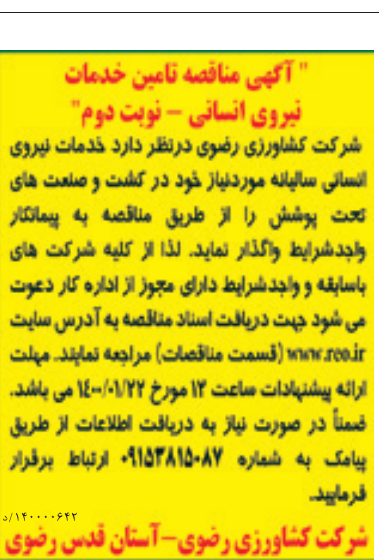 " آگهی مناقصه تامین خدمات
نیروی انسانی – نوبت دوم"
شرکت کشاورزی رضوی درنظر دارد خدمات نیروی
انسانی سالیانه موردنیاز خود در کشت و صنعت های
تحت پوشش را از طریق مناقصه به پیمانکار
واجدشرایط واگذار نماید. لذا از کلیه شرکت های
باسابقه و واجدشرایط دارای مجوز از اداره کار دعوت
می شود جهت دریافت اسناد مناقصه به آدرس سایت
www.reo.ir (قسمت مناقصات) مراجعه نمایند. مهلت
ارائه پیشنهادات ساعت ۱۲ مورخ ۱٤۰۰/۰۱/۲۲ می باشد.
ضمناً در صورت نیاز به دریافت اطلاعات از طریق
پیامک به شماره ۰۹۱۵۳۸۱۵۰۸۷ ارتباط برقرار
فرمایید.
۱۴۰۰۰۰۶۴۲/د
شرکت کشاورزی رضوی– آستان قدس رضوی